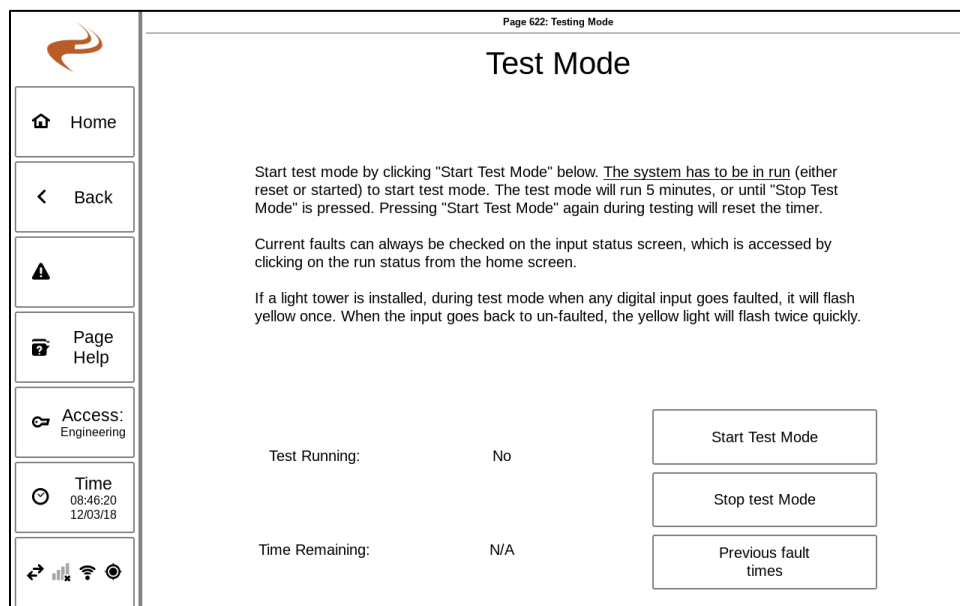 Page 622: Testing Mode
Test Mode
Home
Back
Page
Help
Access:
Engineering
Time
08:46:20
12/03/18
Start test mode by clicking "Start Test Mode" below. The system has to be in run (either
reset or started) to start test mode. The test mode will run 5 minutes, or until "Stop Test
Mode" is pressed. Pressing "Start Test Mode" again during testing will reset the timer.
Current faults can always be checked on the input status screen, which is accessed by
clicking on the run status from the home screen.
If a light tower is installed, during test mode when any digital input goes faulted, it will flash
yellow once. When the input goes back to un-faulted, the yellow light will flash twice quickly.
Test Running: No
Time Remaining: N/A
Start Test Mode
Stop test Mode
Previous fault
times